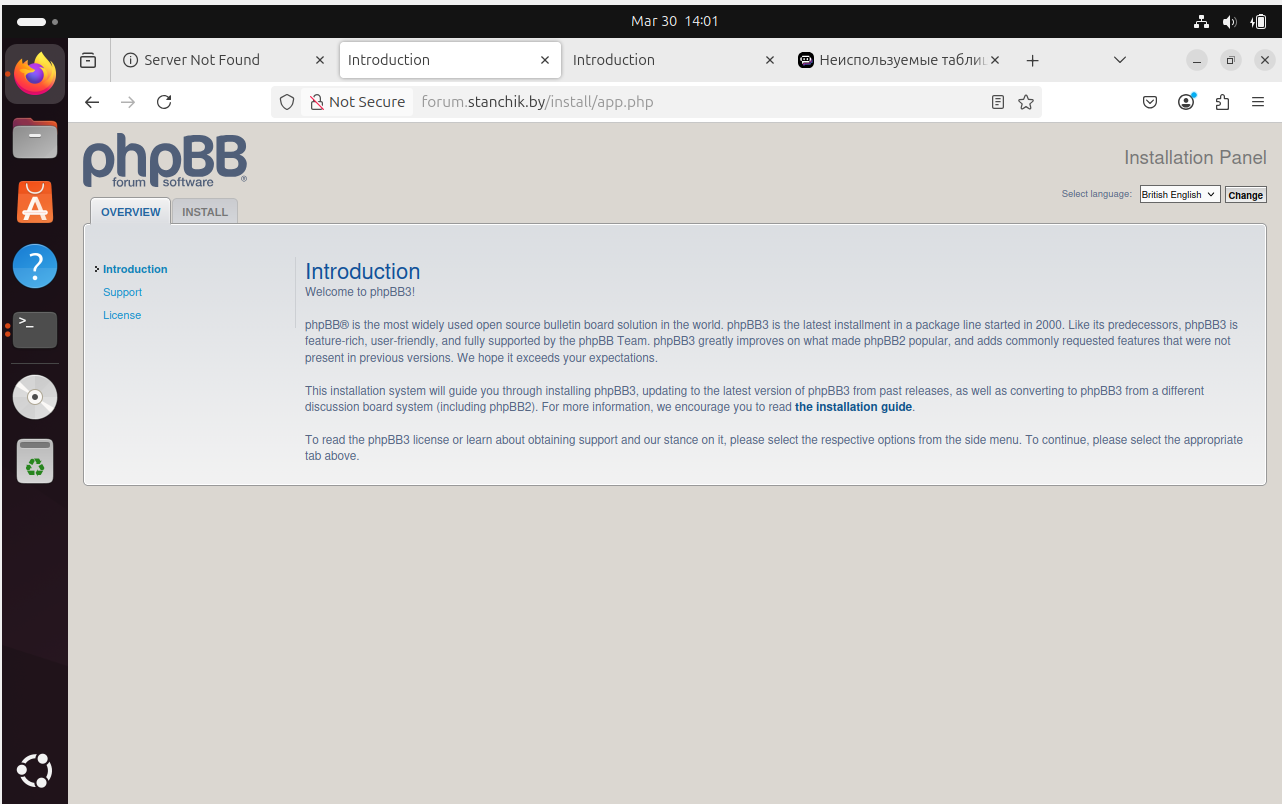 Mar 30 14:01
Server Not Found
Introduction
Introduction
Неиспользуемые табли
Not Secure
forum.stanchik.by/install/app.php
phpBB
forum software
®
Installation Panel
Select language:
British English
Change
OVERVIEW
INSTALL
Introduction
Support
License
Introduction
Welcome to phpBB3!
phpBB® is the most widely used open source bulletin board solution in the world. phpBB3 is the latest installment in a package line started in 2000. Like its predecessors, phpBB3 is
feature-rich, user-friendly, and fully supported by the phpBB Team. phpBB3 greatly improves on what made phpBB2 popular, and adds commonly requested features that were not
present in previous versions. We hope it exceeds your expectations.
This installation system will guide you through installing phpBB3, updating to the latest version of phpBB3 from past releases, as well as converting to phpBB3 from a different
discussion board system (including phpBB2). For more information, we encourage you to read the installation guide.
To read the phpBB3 license or learn about obtaining support and our stance on it, please select the respective options from the side menu. To continue, please select the appropriate
tab above.